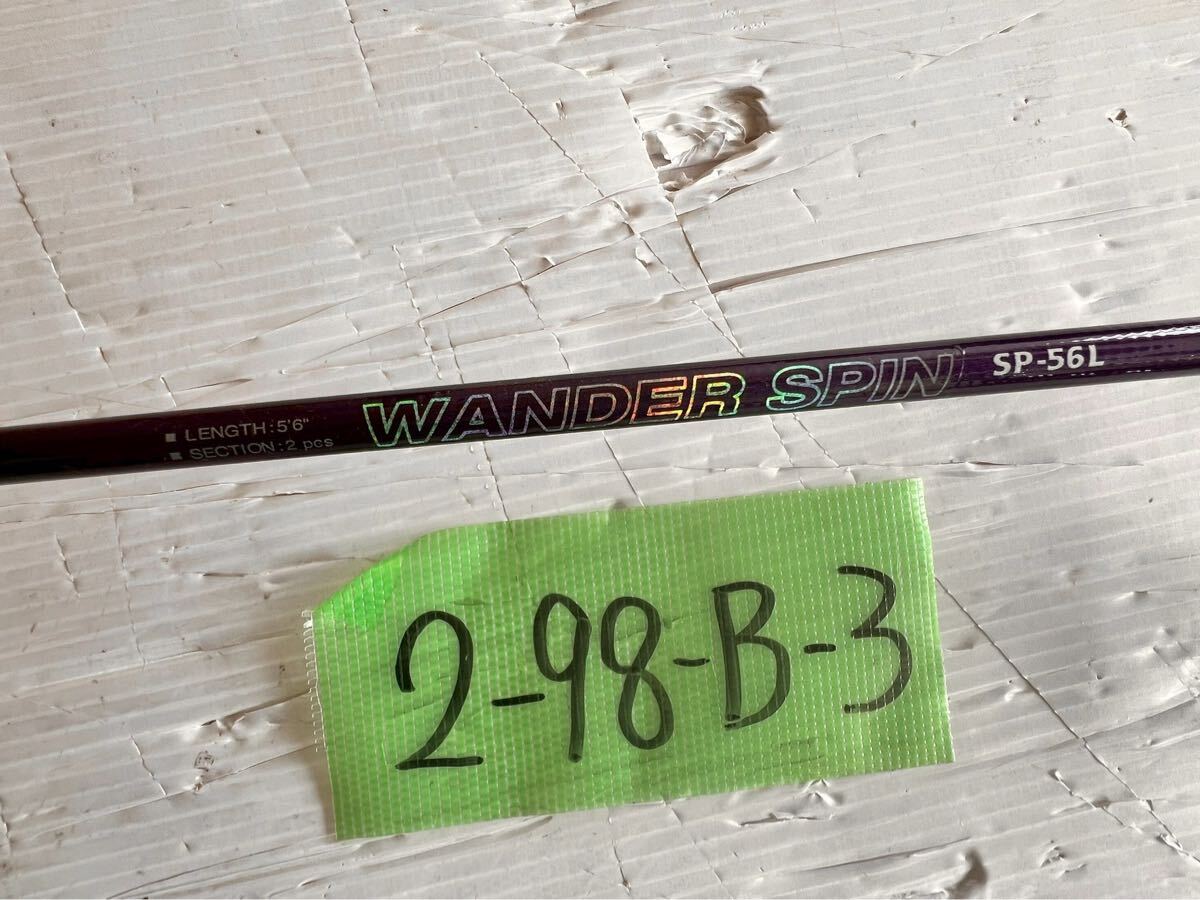 ■ LENGTH:5'6"
■ SECTION:2 pcs
WANDER SPIN SP-56L
2-98-B-3